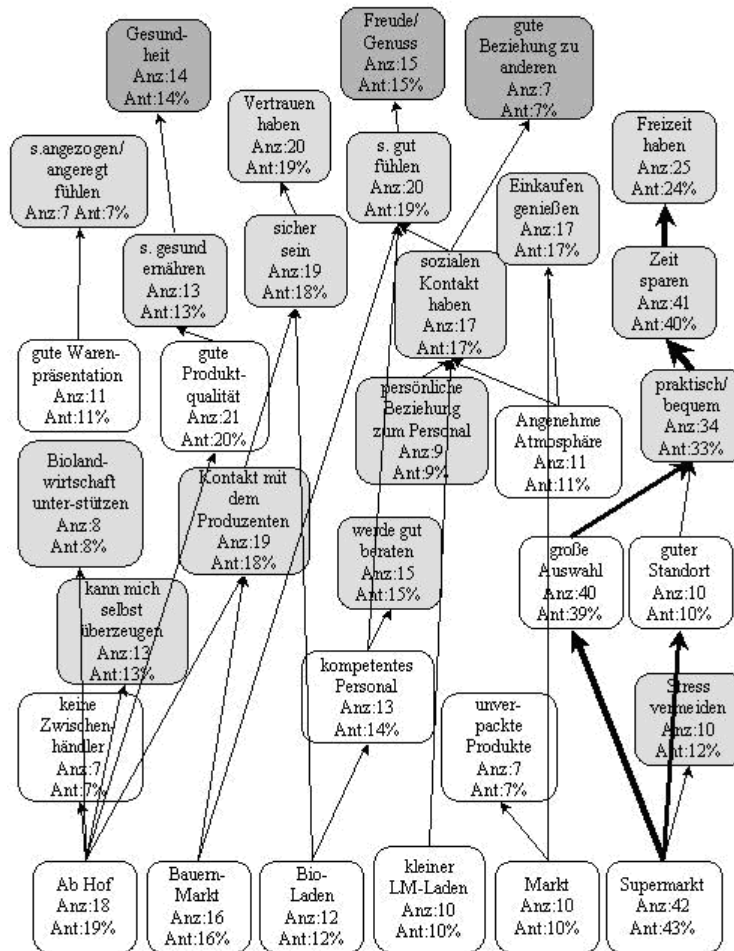 Gesund-
heit
Anz:14
Ant:14%
Freude/
Genuss
Anz:15
Ant:15%
gute
Beziehung zu
anderen
Anz:7
Ant:7%
Vertrauen
haben
Anz:20
Ant:19%
Freizeit
haben
Anz:25
Ant:24%
s.angezogen/
angeregt
fühlen
Anz:7 Ant:7%
s. gut
fühlen
Anz:20
Ant:19%
Einkaufen
genießen
Anz:17
Ant:17%
s. gesund
ernähren
Anz:13
Ant:13%
sicher
sein
Anz:19
Ant:18%
sozialen
Kontakt
haben
Anz:17
Ant:17%
Zeit
sparen
Anz:41
Ant:40%
gute Waren-
präsentation
Anz:11
Ant:11%
gute
Produkt-
qualität
Anz:21
Ant:20%
persönliche
Beziehung
zum Personal
Anz:9
Ant:9%
Angenehme
Atmosphäre
Anz:11
Ant:11%
praktisch/
bequem
Anz:34
Ant:33%
Bioland-
wirtschaft
unter-stützen
Anz:8
Ant:8%
Kontakt mit
dem
Produzenten
Anz:19
Ant:18%
werde gut
beraten
Anz:15
Ant:15%
große
Auswahl
Anz:40
Ant:39%
guter
Standort
Anz:10
Ant:10%
kann mich
selbst
überzeugen
Anz:13
Ant:13%
kompetentes
Personal
Anz:13
Ant:14%
keine
Zwischen-
händler
Anz:7
Ant:7%
unver-
packte
Produkte
Anz:7
Ant:7%
Stress
vermeiden
Anz:10
Ant:12%
Ab Hof
Anz:18
Ant:19%
Bauern-
Markt
Anz:16
Ant:16%
Bio-
Laden
Anz:12
Ant:12%
kleiner
LM-Laden
Anz:10
Ant:10%
Markt
Anz:10
Ant:10%
Supermarkt
Anz:42
Ant:43%